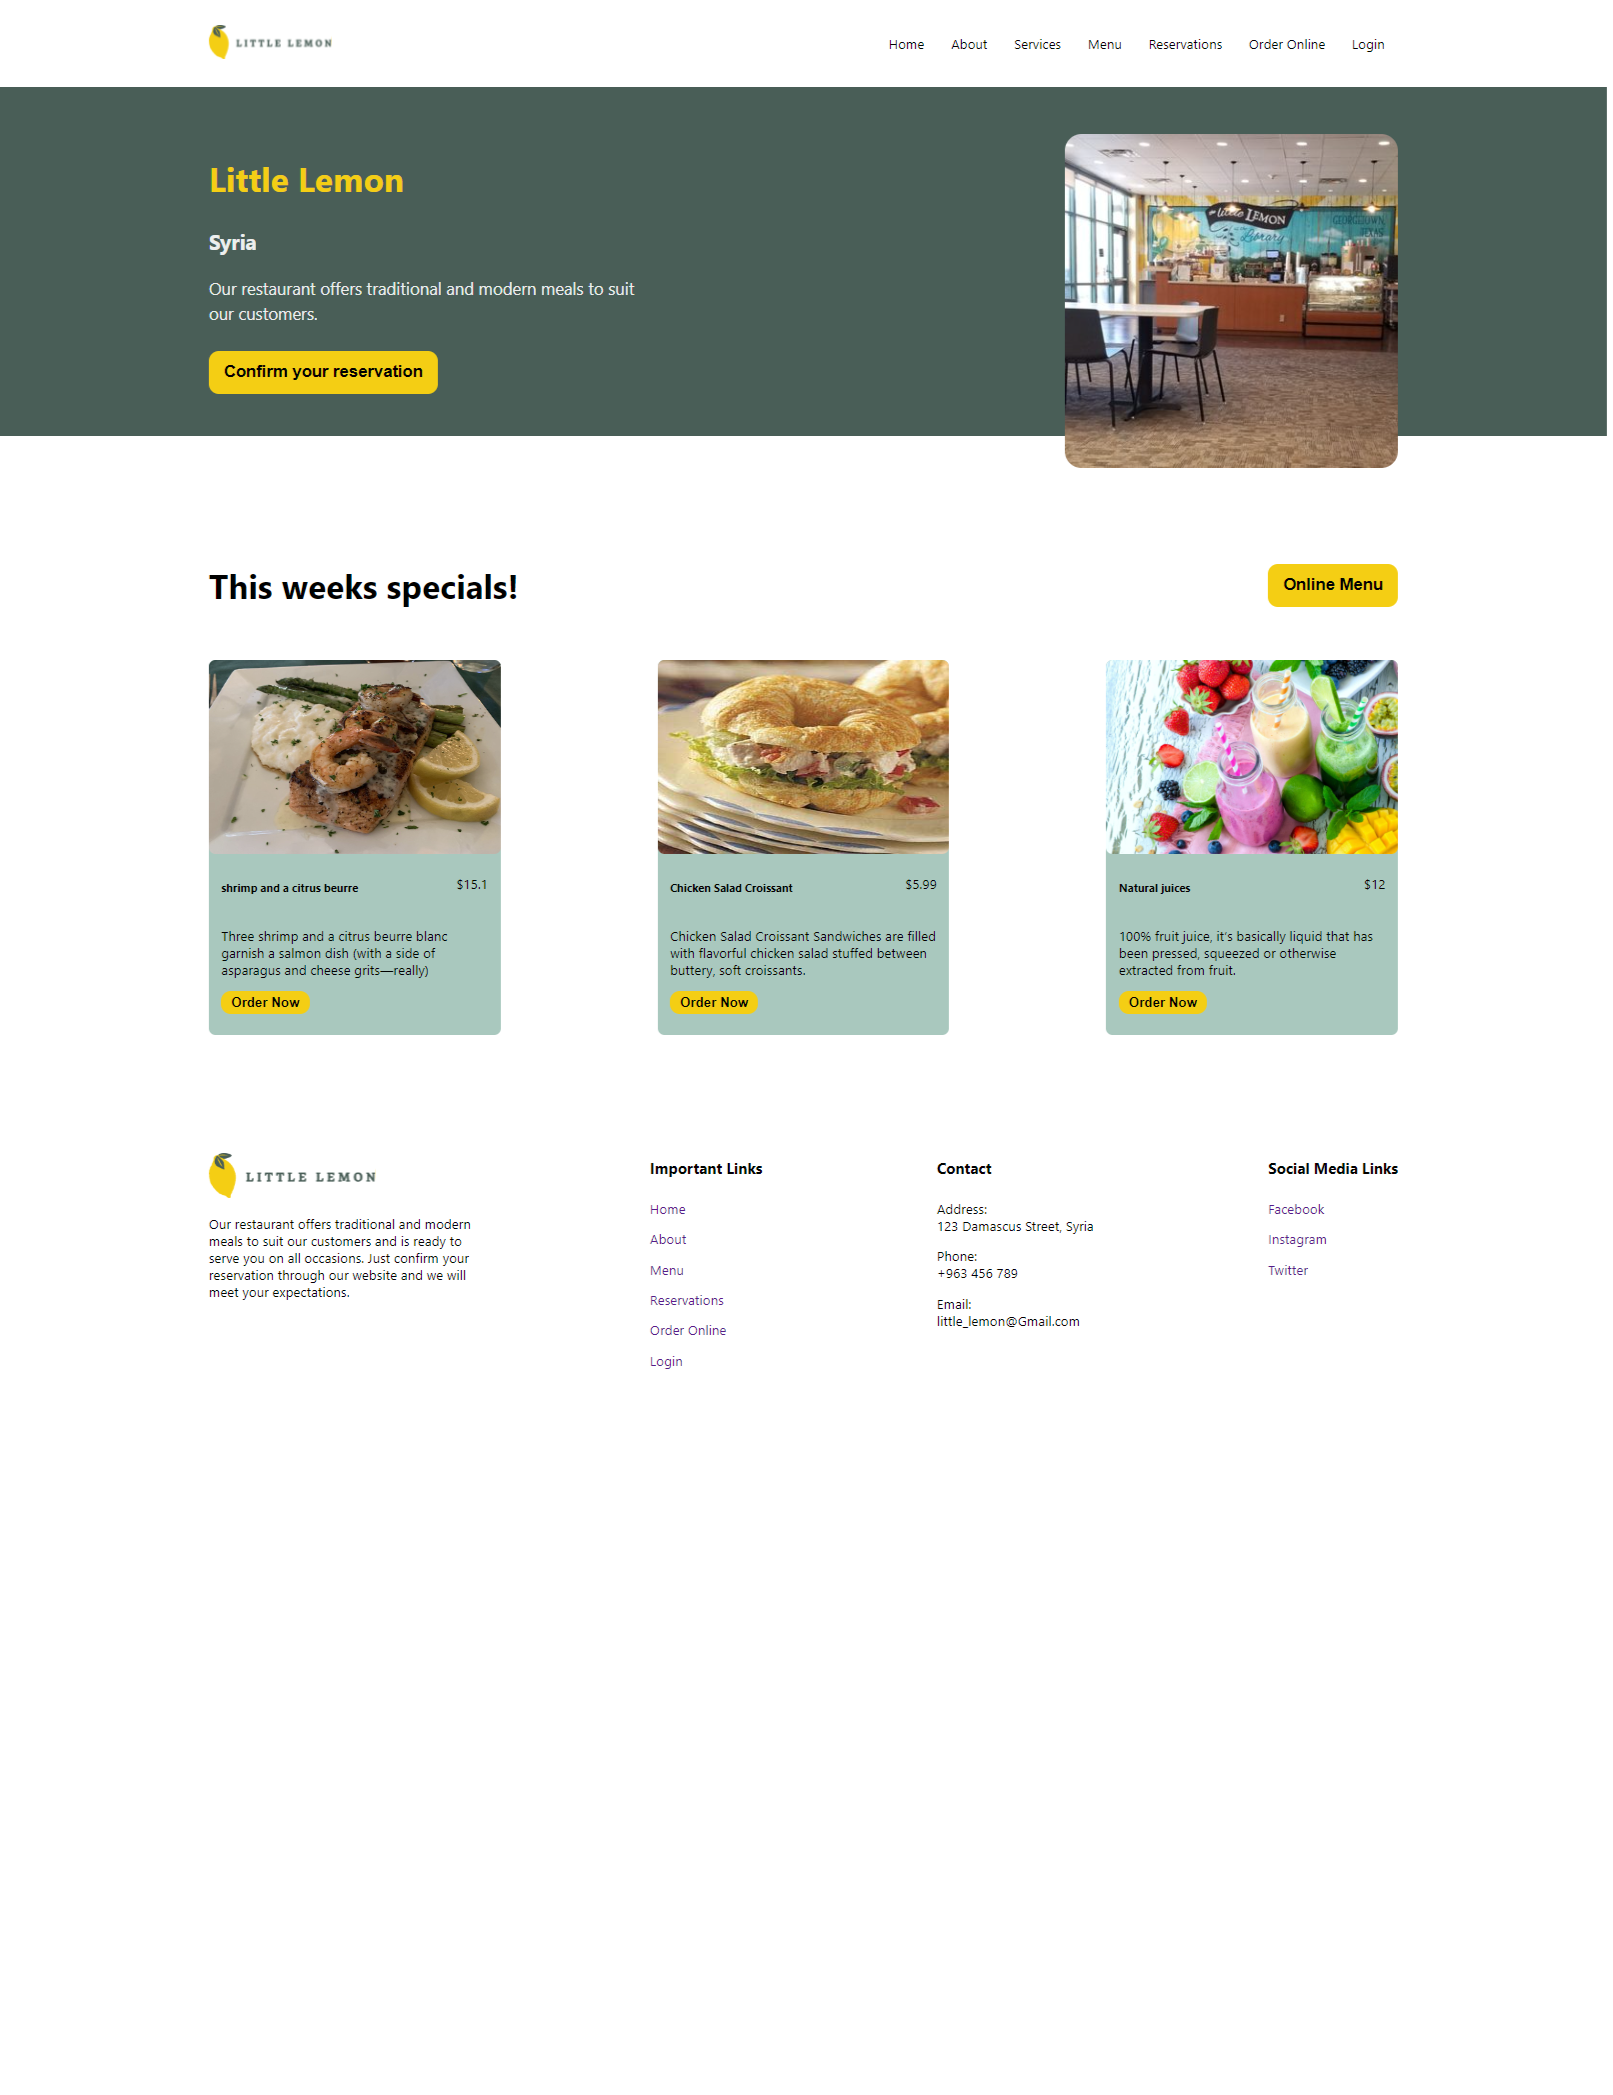 LITTLE LEMON
Home About Services Menu Reservations Order Online Login
Little Lemon
Syria
Our restaurant offers traditional and modern meals to suit
our customers.
Confirm your reservation
the little LEMON
Library
GEORGETOWN
TEXAS
This weeks specials!
Online Menu
shrimp and a citrus beurre $15.1
Three shrimp and a citrus beurre blanc
garnish a salmon dish (with a side of
asparagus and cheese grits—really)
Order Now
Chicken Salad Croissant $5.99
Chicken Salad Croissant Sandwiches are filled
with flavorful chicken salad stuffed between
buttery, soft croissants.
Order Now
Natural juices $12
100% fruit juice, it's basically liquid that has
been pressed, squeezed or otherwise
extracted from fruit.
Order Now
LITTLE LEMON
Our restaurant offers traditional and modern
meals to suit our customers and is ready to
serve you on all occasions. Just confirm your
reservation through our website and we will
meet your expectations.
Important Links
Home
About
Menu
Reservations
Order Online
Login
Contact
Address:
123 Damascus Street, Syria
Phone:
+963 456 789
Email:
little_lemon@Gmail.com
Social Media Links
Facebook
Instagram
Twitter